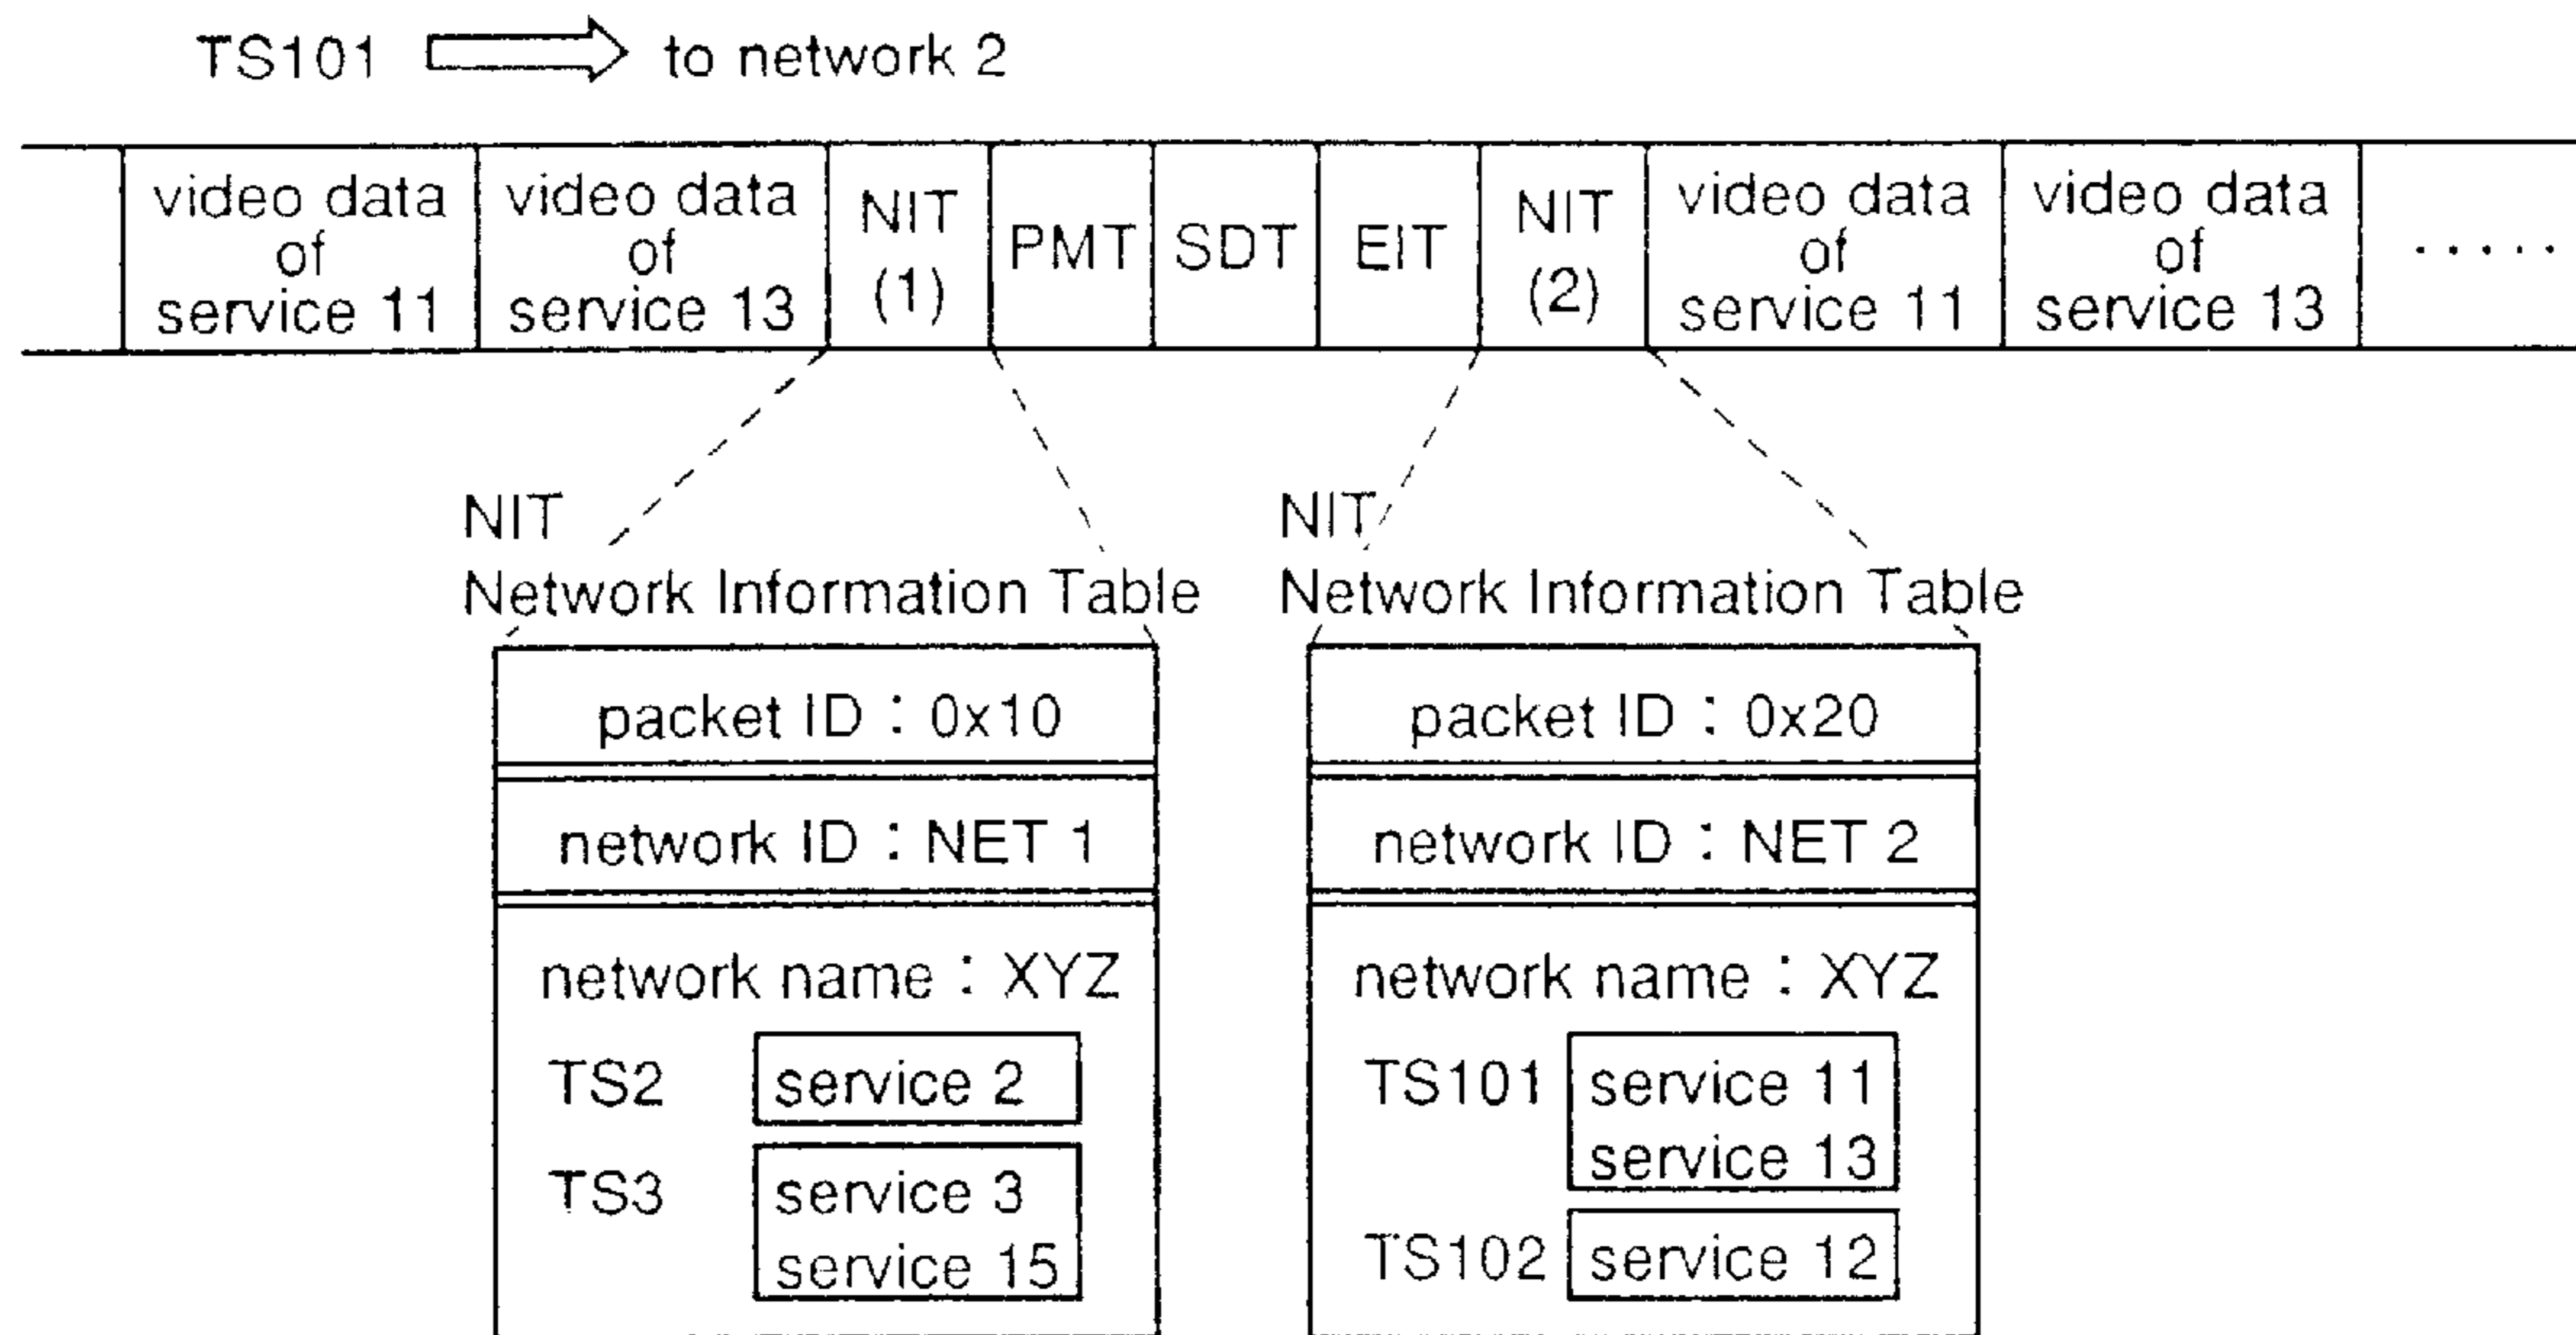 TS101 to network 2
video data of service 11
video data of service 13
NIT (1)
PMT
SDT
EIT
NIT (2)
video data of service 11
video data of service 13
.....
NIT
Network Information Table
packet ID : 0x10
network ID : NET 1
network name : XYZ
TS2 service 2
TS3 service 3
service 15
NIT
Network Information Table
packet ID : 0x20
network ID : NET 2
network name : XYZ
TS101 service 11
service 13
TS102 service 12